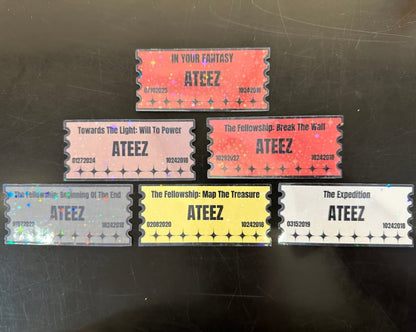 IN YOUR FANTASY
ATEEZ
10242018
Towards The Light: Will To Power
ATEEZ
01272024
10242018
The Fellowship: Break The Wall
ATEEZ
10242018
The Fellowship: Beginning Of The End
ATEEZ
10242018
The Fellowship: Map The Treasure
ATEEZ
02082020
10242018
The Expedition
ATEEZ
03152019
10242018